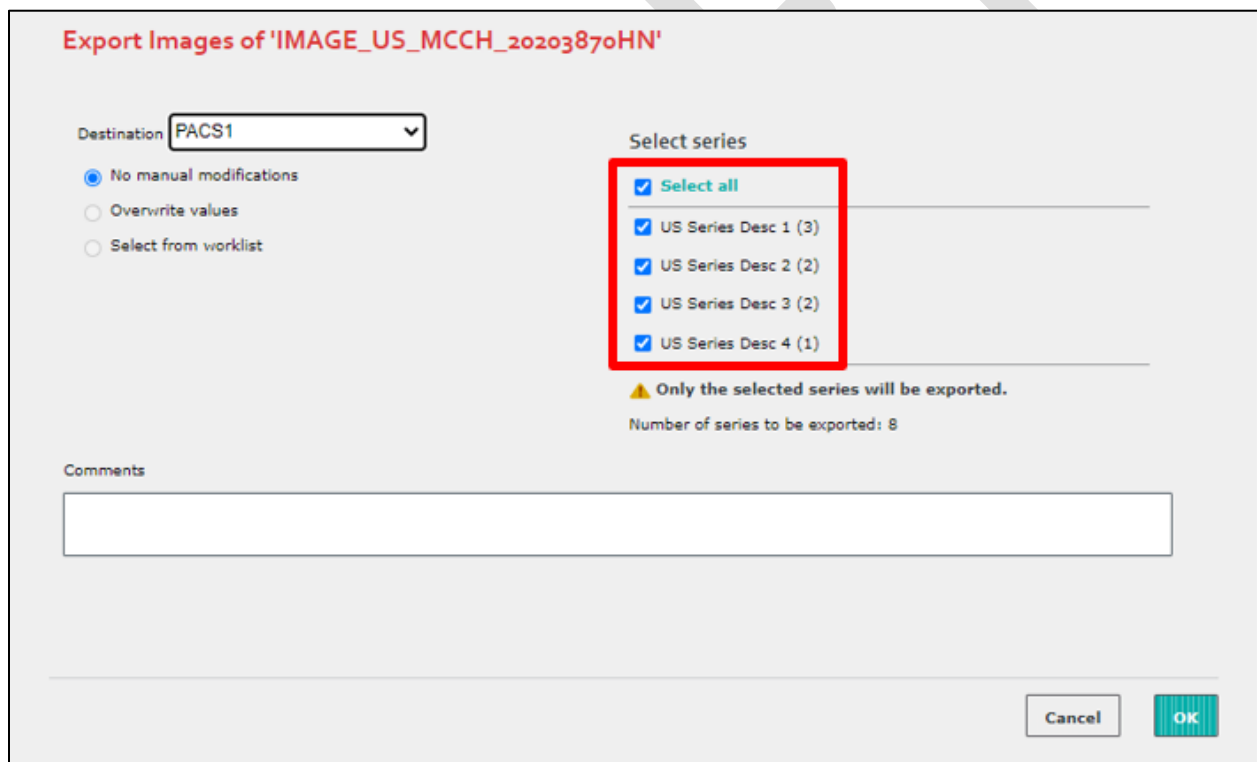 Export Images of 'IMAGE_US_MCCH_20203870HN'
Destination PACS1
No manual modifications
Overwrite values
Select from worklist
Select series
Select all
US Series Desc 1 (3)
US Series Desc 2 (2)
US Series Desc 3 (2)
US Series Desc 4 (1)
Only the selected series will be exported.
Number of series to be exported: 8
Comments
Cancel
OK